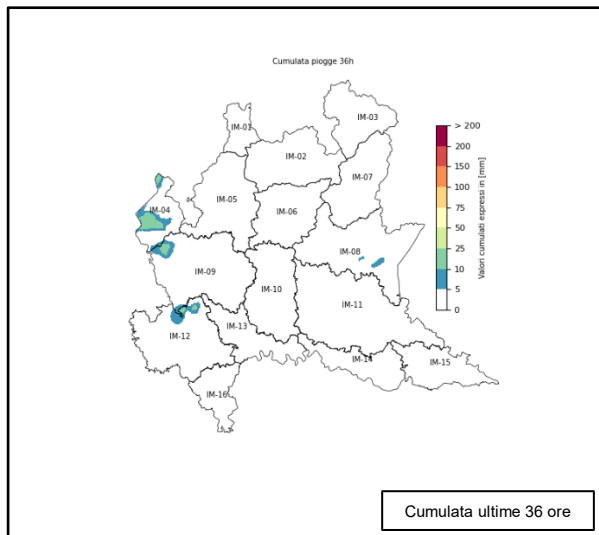 Cumulata piogge 36h
IM-01
IM-03
IM-02
IM-07
IM-04
IM-05
IM-06
IM-08
IM-09
IM-10
IM-11
IM-12
IM-13
IM-14
IM-15
IM-16
> 200
200
150
100
75
50
25
10
5
0
Valori cumulati espressi in [mm]
Cumulata ultime 36 ore